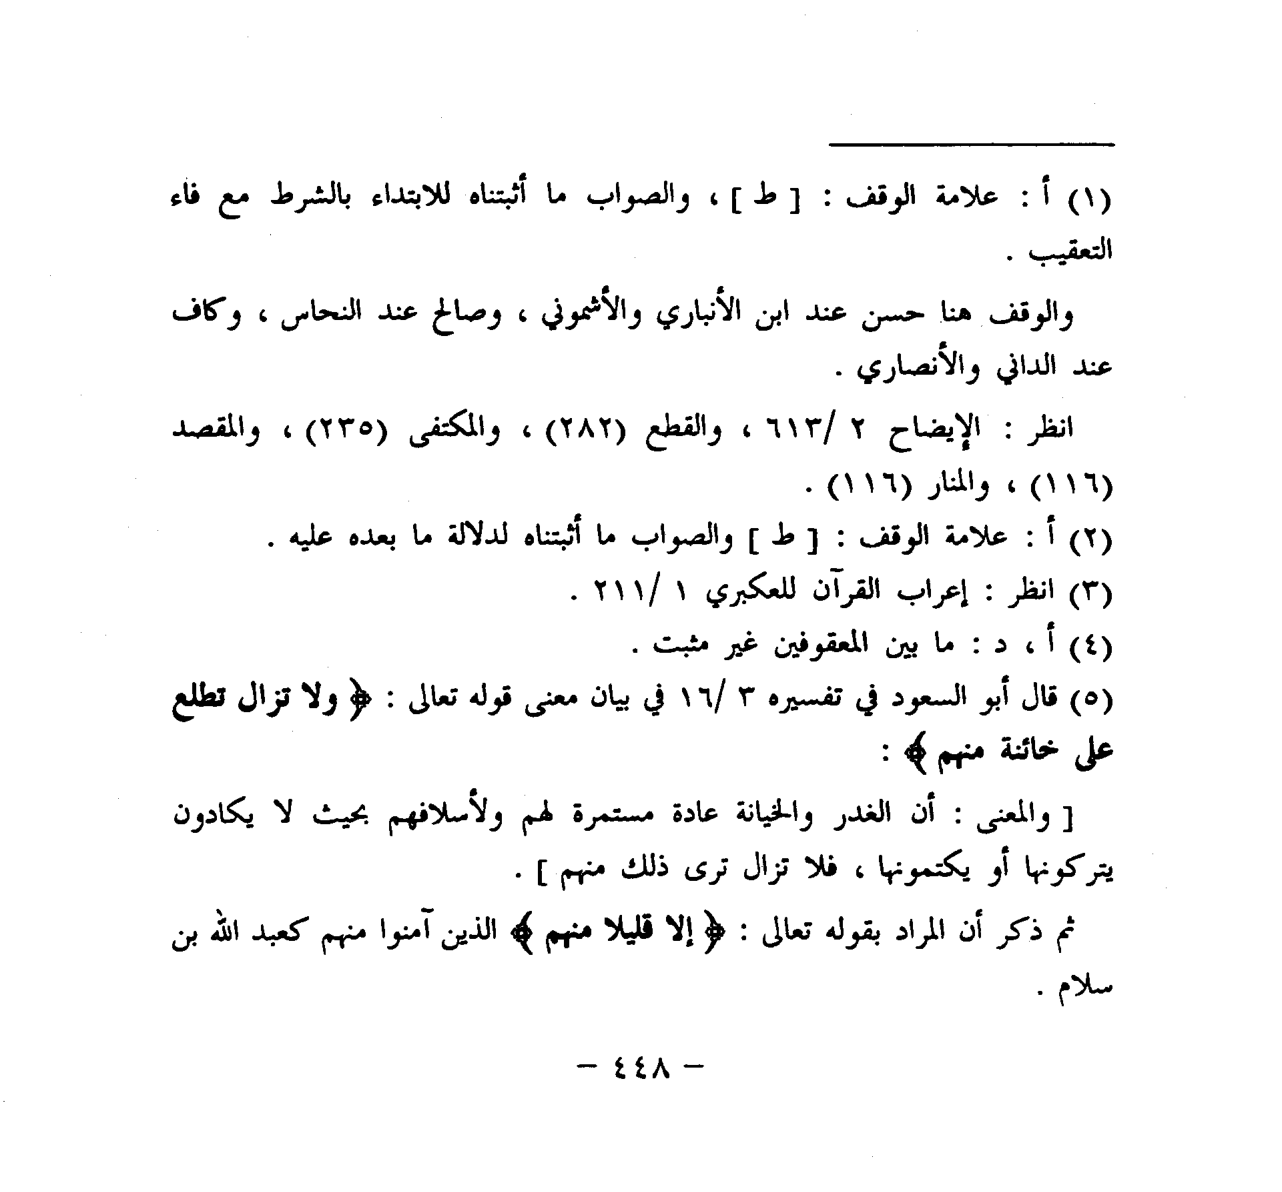 (١) أ : علامة الوقف : [ ط ] ، والصواب ما أثبتناه للابتداء بالشرط مع فاء
التعقيب .
والوقف هنا حسن عند ابن الأنباري والأشموني ، وصالح عند النحاس ، وكاف
عند الداني والأنصاري .
انظر : الإيضاح ٢ /٦١٣ ، والقطع (٢٨٢) ، والمكتفى (٢٣٥) ، والمقصد
(١١٦) ، والمنار (١١٦) .
(٢) أ : علامة الوقف : [ ط ] والصواب ما أثبتناه لدلالة ما بعده عليه .
(٣) انظر : إعراب القرآن للعكبري ١ /٢١١ .
(٤) أ ، د : ما بين المعقوفين غير مثبت .
(٥) قال أبو السعود في تفسيره ٣ /١٦ في بيان معنى قوله تعالى : ﴿ ولا تزال تطلع
على خائنة منهم ﴾ :
[ والمعنى : أن الغدر والخيانة عادة مستمرة لهم ولأسلافهم بحيث لا يكادون
يتركونها أو يكتمونها ، فلا تزال ترى ذلك منهم ] .
ثم ذكر أن المراد بقوله تعالى : ﴿ إلا قليلا منهم ﴾ الذين آمنوا منهم كعبد الله بن
سلام .
– ٤٤٨ –